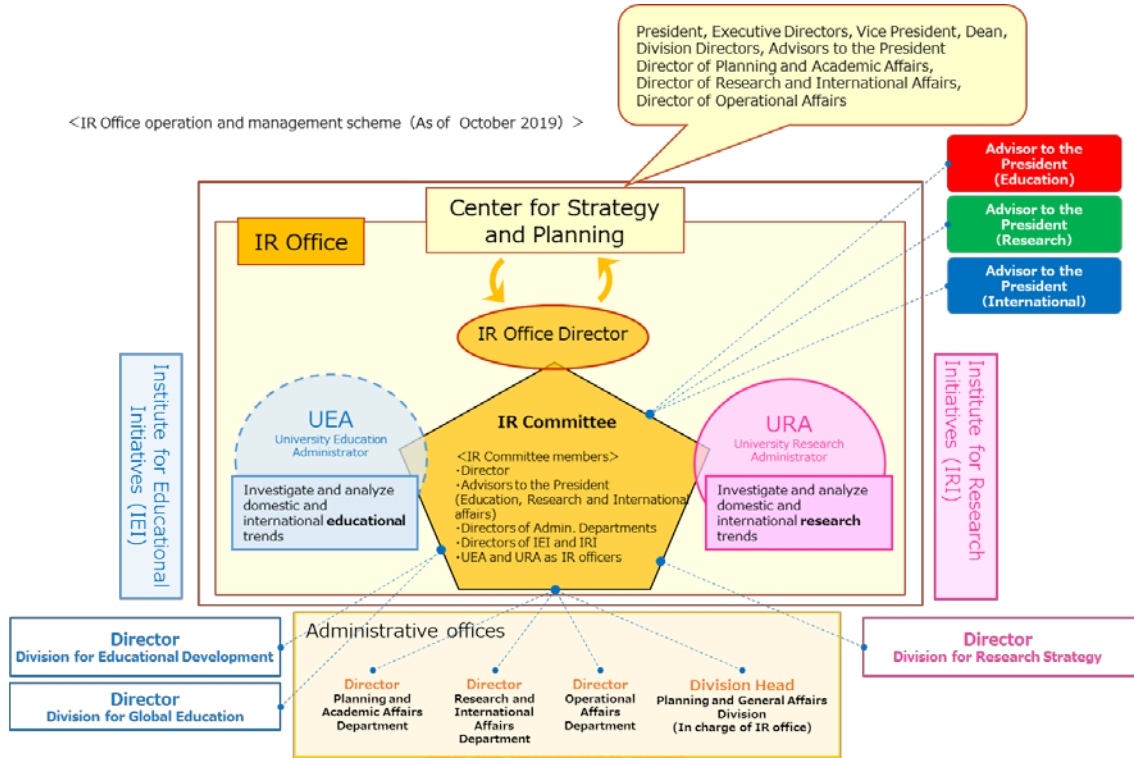 President, Executive Directors, Vice President, Dean,
Division Directors, Advisors to the President
Director of Planning and Academic Affairs,
Director of Research and International Affairs,
Director of Operational Affairs
<IR Office operation and management scheme (As of October 2019) >
Advisor to the
President
(Education)
Advisor to the
President
(Research)
Advisor to the
President
(International)
Center for Strategy
and Planning
IR Office
IR Office Director
Institute for Educational
Initiatives (IEI)
UEA
University Education
Administrator
Investigate and analyze
domestic and
international educational
trends
IR Committee
<IR Committee members>
・Director
・Advisors to the President
(Education, Research and International
affairs)
・Directors of Admin. Departments
・Directors of IEI and IRI
・UEA and URA as IR officers
URA
University Research
Administrator
Investigate and analyze
domestic and
international research
trends
Institute for Research
Initiatives (IRI)
Director
Division for Educational Development
Director
Division for Global Education
Administrative offices
Director
Planning and
Academic Affairs
Department
Director
Research and
International
Affairs
Department
Director
Operational
Affairs
Department
Division Head
Planning and General Affairs
Division
(In charge of IR office)
Director
Division for Research Strategy